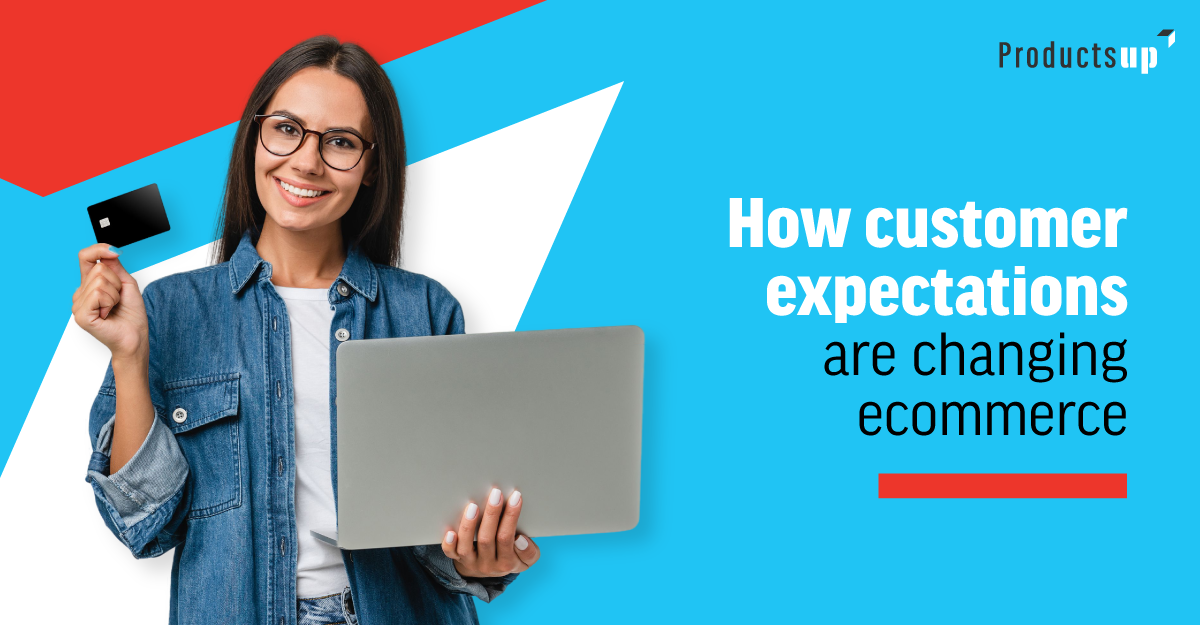 Productsup
How customer
expectations
are changing
ecommerce